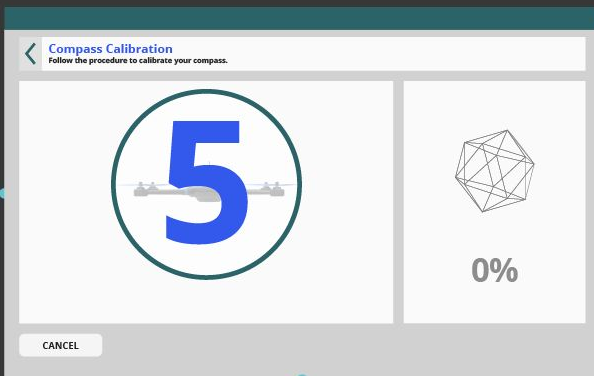 Compass Calibration
Follow the procedure to calibrate your compass.
5
0%
CANCEL